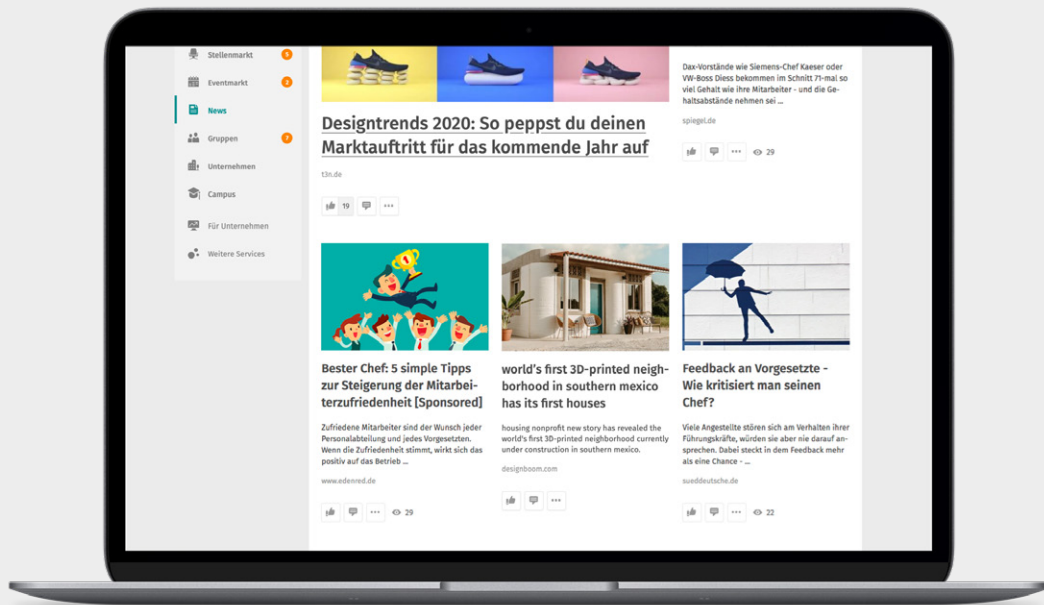 Stellenmarkt 5
Eventmarkt 3
News
Gruppen 7
Unternehmen
Campus
Für Unternehmen
Weitere Services
Designtrends 2020: So peppst du deinen
Marktauftritt für das kommende Jahr auf
t3n.de
19
Dax-Vorstände wie Siemens-Chef Kaeser oder
VW-Boss Diess bekommen im Schnitt 71-mal so
viel Gehalt wie ihre Mitarbeiter - und die Ge-
haltsabstände nehmen sei ...
spiegel.de
29
Bester Chef: 5 simple Tipps
zur Steigerung der Mitarbei-
terzufriedenheit [Sponsored]
Zufriedene Mitarbeiter sind der Wunsch jeder
Personalabteilung und jedes Vorgesetzten.
Wenn die Zufriedenheit stimmt, wirkt sich das
positiv auf das Betrieb ...
www.edenred.de
29
world's first 3D-printed neigh-
borhood in southern mexico
has its first houses
housing nonprofit new story has revealed the
world's first 3D-printed neighborhood currently
under construction in southern mexico.
designboom.com
Feedback an Vorgesetzte -
Wie kritisiert man seinen
Chef?
Viele Angestellte stören sich am Verhalten ihrer
Führungskräfte, würden sie aber nie darauf an-
sprechen. Dabei steckt in dem Feedback mehr
als eine Chance - ...
sueddeutsche.de
22